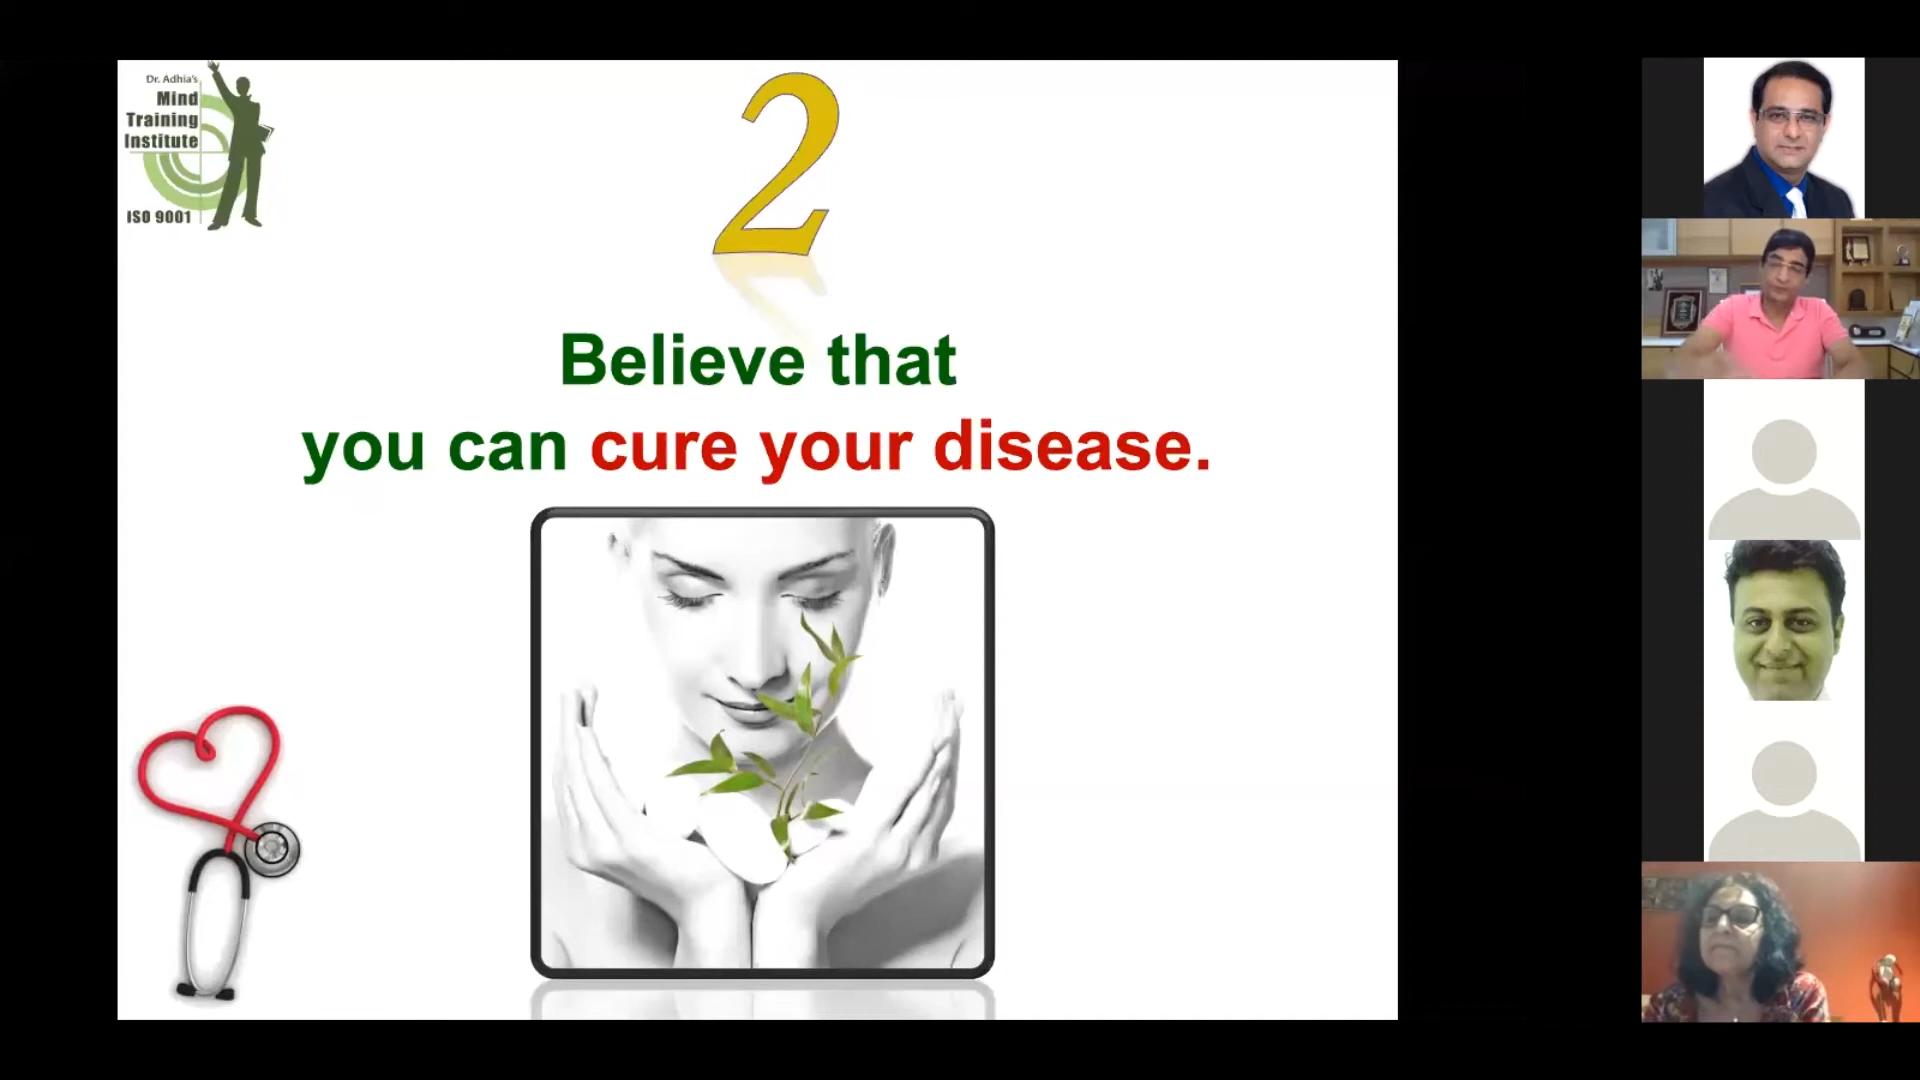 Dr. Adhia's
Mind
Training
Institute
ISO 9001
2
Believe that
you can cure your disease.